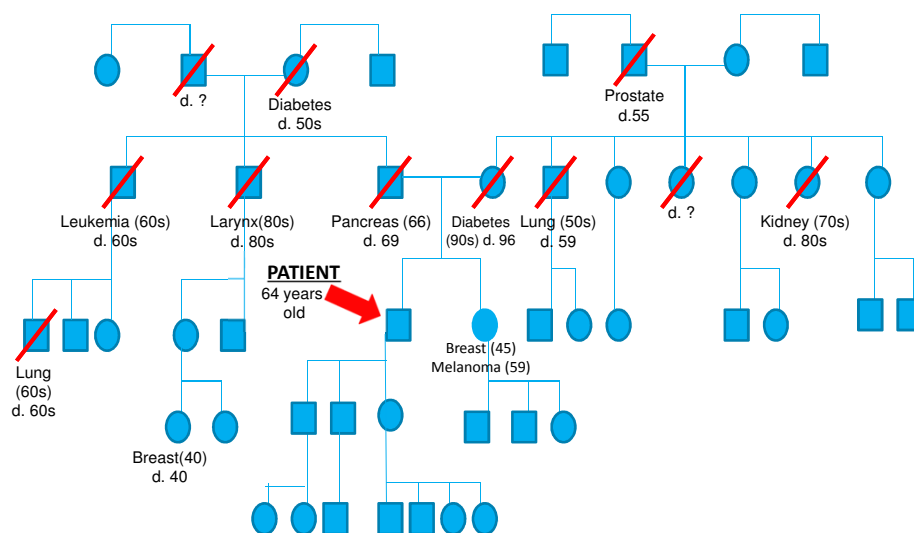 d. ?
Diabetes
d. 50s
Prostate
d.55
Leukemia (60s)
d. 60s
Larynx(80s)
d. 80s
Pancreas (66)
d. 69
Diabetes
(90s) d. 96
Lung (50s)
d. 59
d. ?
Kidney (70s)
d. 80s
PATIENT
64 years
old
Breast (45)
Melanoma (59)
Lung
(60s)
d. 60s
Breast(40)
d. 40